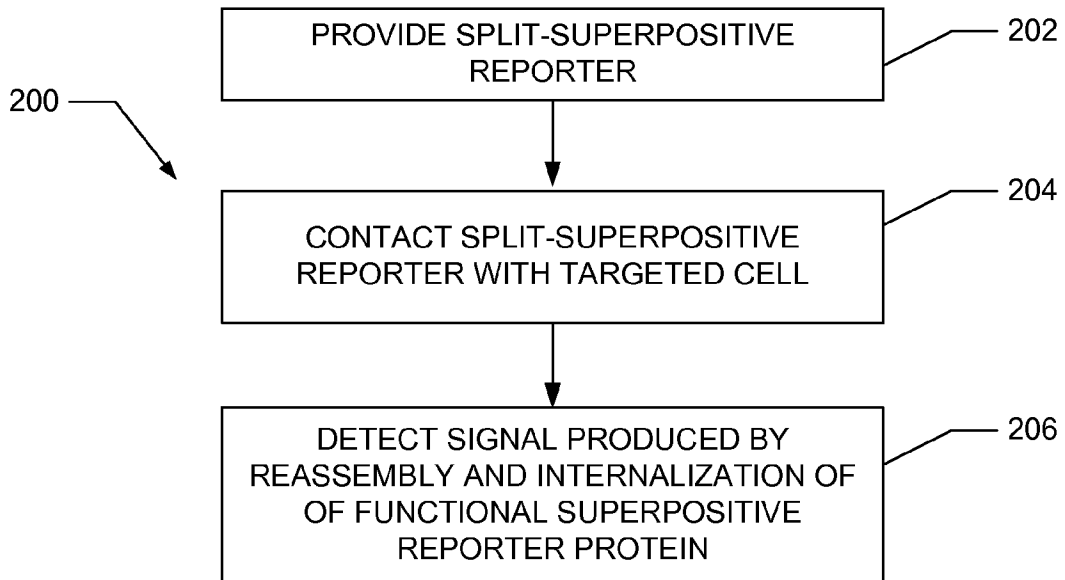 PROVIDE SPLIT-SUPERPOSITIVE
REPORTER
202
200
CONTACT SPLIT-SUPERPOSITIVE
REPORTER WITH TARGETED CELL
204
DETECT SIGNAL PRODUCED BY
REASSEMBLY AND INTERNALIZATION OF
OF FUNCTIONAL SUPERPOSITIVE
REPORTER PROTEIN
206